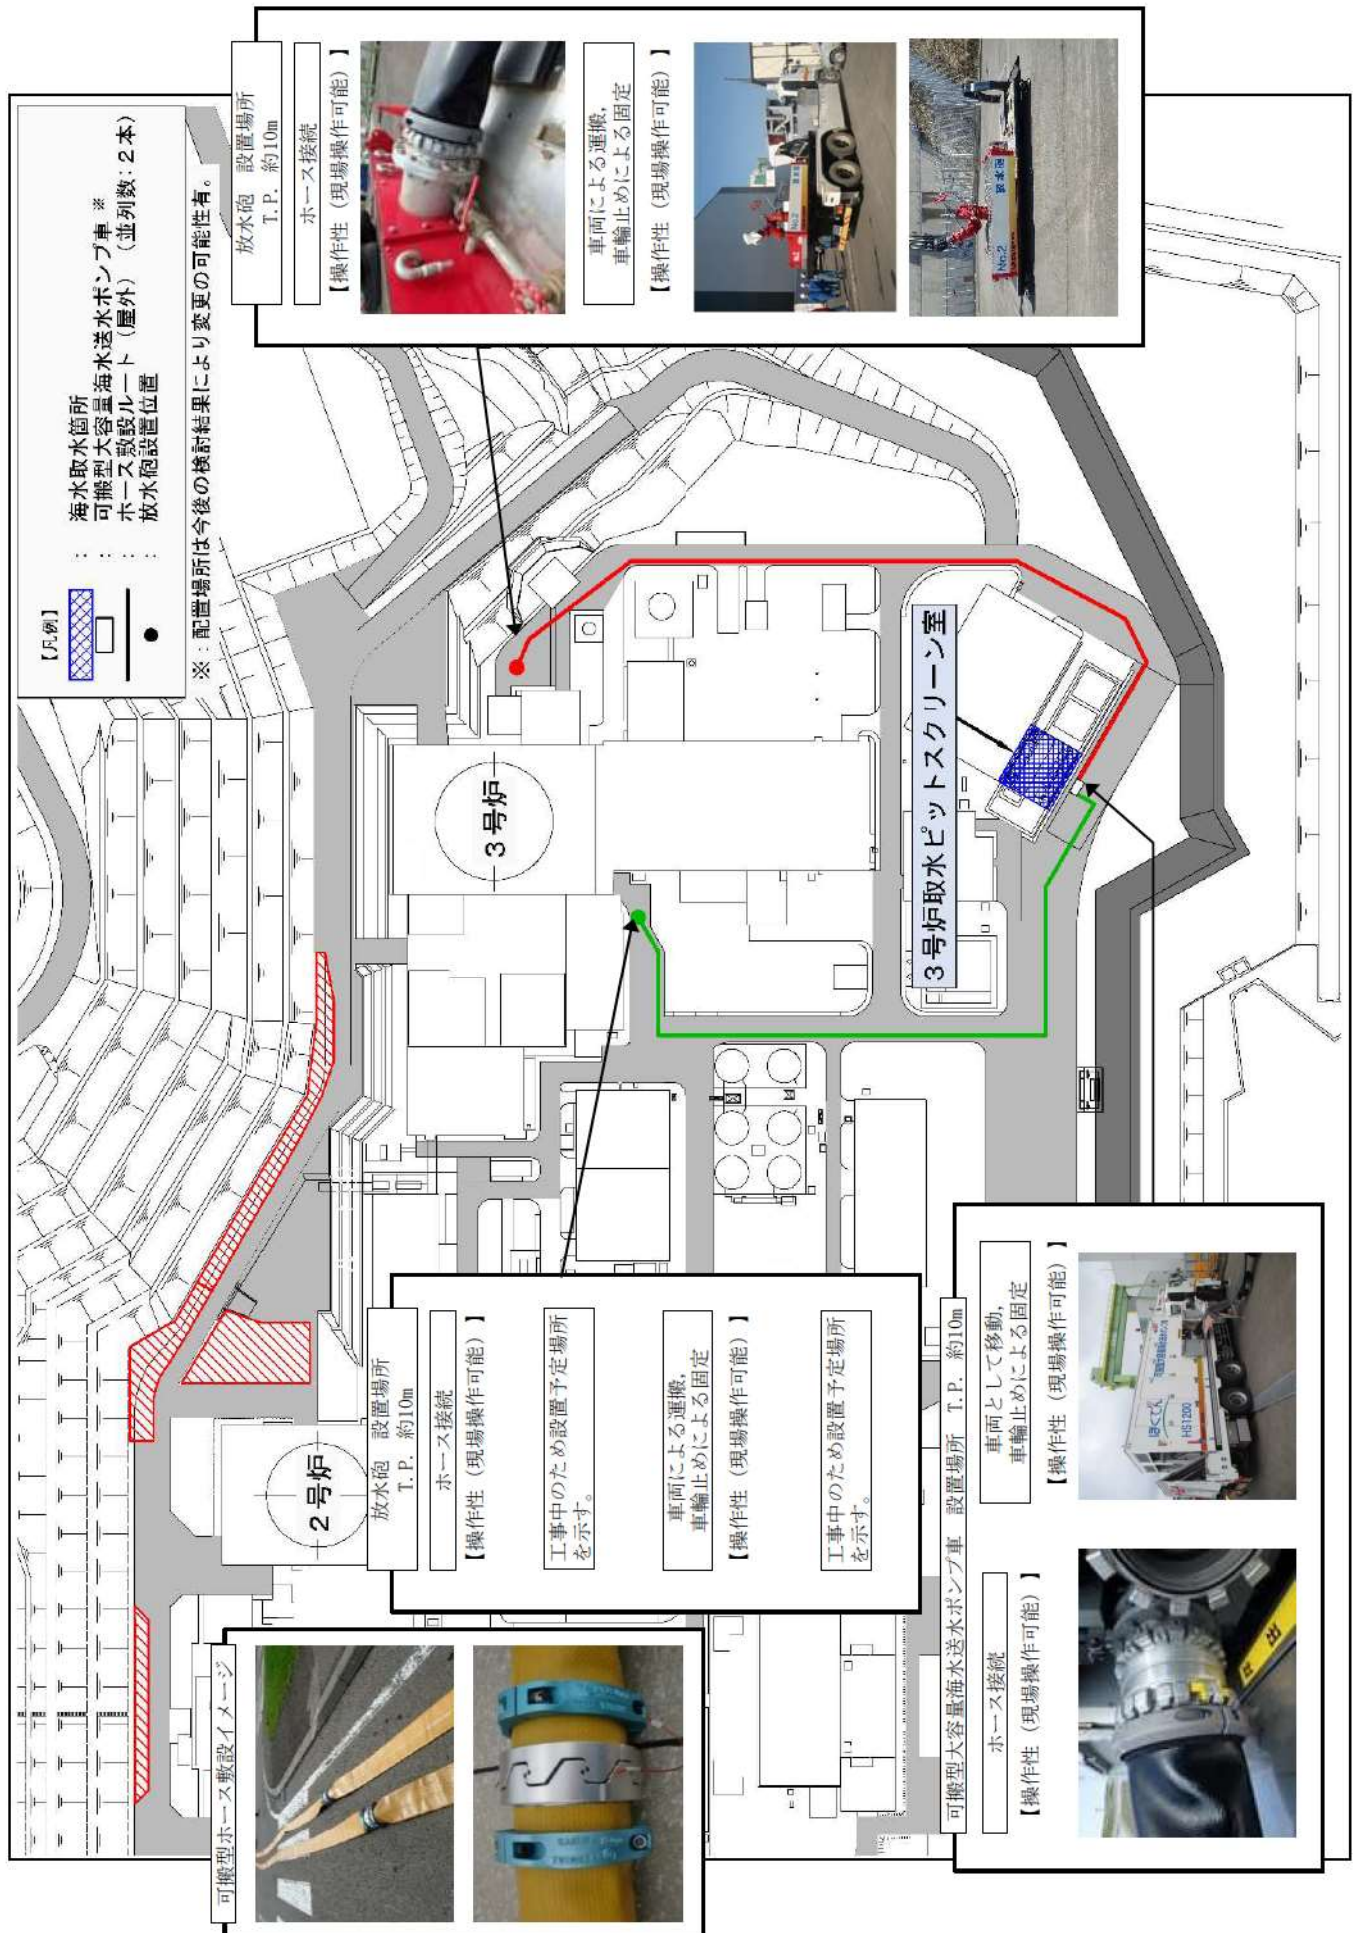 【凡例】
： 海水取水箇所
： 可搬型大容量海水送水ポンプ車 ※
： ホース敷設ルート（屋外）（並列数：２本）
： 放水砲設置位置
※：配置場所は今後の検討結果により変更の可能性有。
放水砲　設置場所
T.P. 約10m
ホース接続
【操作性（現場操作可能）】
車両による運搬，
車輪止めによる固定
【操作性（現場操作可能）】
No.2
No.2
放水砲
３号炉
３号炉取水ピットスクリーン室
２号炉
放水砲　設置場所
T.P. 約10m
ホース接続
【操作性（現場操作可能）】
工事中のため設置予定場所
を示す。
車両による運搬，
車輪止めによる固定
【操作性（現場操作可能）】
工事中のため設置予定場所
を示す。
可搬型ホース敷設イメージ
可搬型大容量海水送水ポンプ車　設置場所　T.P. 約10m
ホース接続
【操作性（現場操作可能）】
車両として移動，
車輪止めによる固定
【操作性（現場操作可能）】
ほくでん
HS1200